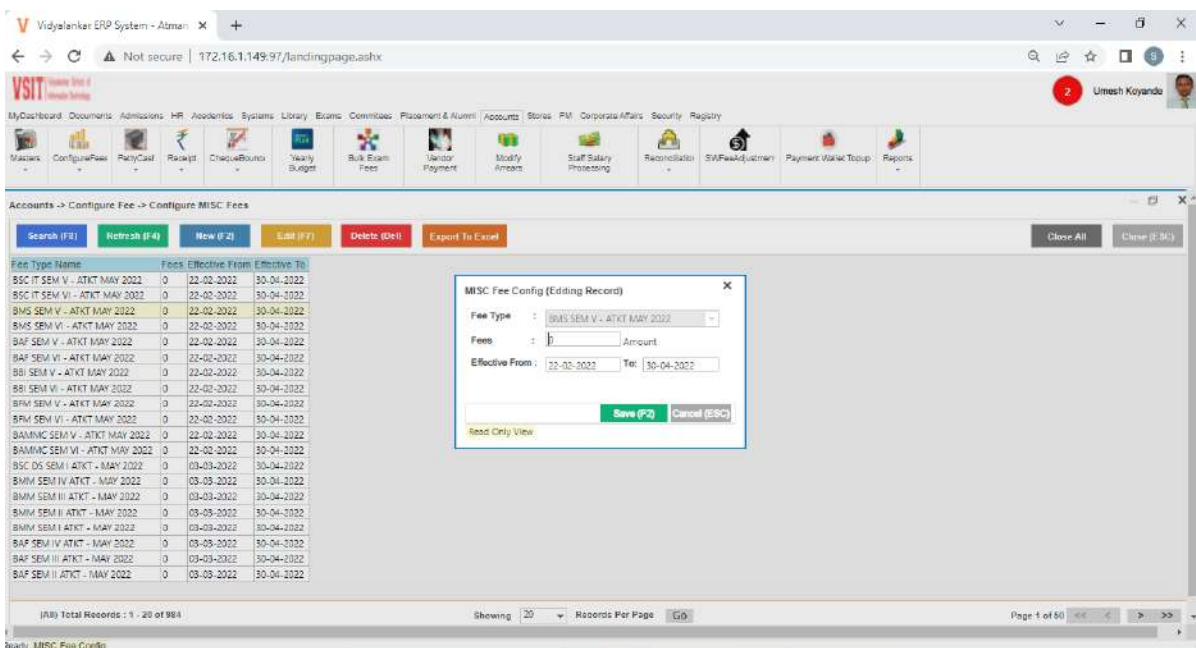 Vidyalankar ERP System - Atman
Not secure | 172.16.1.149:97/landingpage.ashx
VSIT
2 Umesh Koyande
MyDashboard Documents Admissions HR Academics Systems Library Exams Commitees Placement & Alumni Accounts Stores PM Corporate Affairs Security Registry
Masters ConfigureFees PettyCast Receipt ChequeBounce Yearly Budget Bulk Exam Fees Vendor Payment Modify Arrears Staff Salary Processing Reconciliatio SWFeeAdjustmen Payment Wallet Topup Reports
Accounts -> Configure Fee -> Configure MISC Fees
Search (F8) Refresh (F4) New (F2) Edit (F7) Delete (Del) Export To Excel Close All Close (ESC)
Fee Type Name Fees Effective From Effective To
BSC IT SEM V - ATKT MAY 2022 0 22-02-2022 30-04-2022
BSC IT SEM VI - ATKT MAY 2022 0 22-02-2022 30-04-2022
BMS SEM V - ATKT MAY 2022 0 22-02-2022 30-04-2022
BMS SEM VI - ATKT MAY 2022 0 22-02-2022 30-04-2022
BAF SEM V - ATKT MAY 2022 0 22-02-2022 30-04-2022
BAF SEM VI - ATKT MAY 2022 0 22-02-2022 30-04-2022
BBI SEM V - ATKT MAY 2022 0 22-02-2022 30-04-2022
BBI SEM VI - ATKT MAY 2022 0 22-02-2022 30-04-2022
BFM SEM V - ATKT MAY 2022 0 22-02-2022 30-04-2022
BFM SEM VI - ATKT MAY 2022 0 22-02-2022 30-04-2022
BAMMC SEM V - ATKT MAY 2022 0 22-02-2022 30-04-2022
BAMMC SEM VI - ATKT MAY 2022 0 22-02-2022 30-04-2022
BSC DS SEM I ATKT - MAY 2022 0 03-03-2022 30-04-2022
BMM SEM IV ATKT - MAY 2022 0 03-03-2022 30-04-2022
BMM SEM III ATKT - MAY 2022 0 03-03-2022 30-04-2022
BMM SEM II ATKT - MAY 2022 0 03-03-2022 30-04-2022
BMM SEM I ATKT - MAY 2022 0 03-03-2022 30-04-2022
BAF SEM IV ATKT - MAY 2022 0 03-03-2022 30-04-2022
BAF SEM III ATKT - MAY 2022 0 03-03-2022 30-04-2022
BAF SEM II ATKT - MAY 2022 0 03-03-2022 30-04-2022
MISC Fee Config (Editing Record)
Fee Type : BMS SEM V - ATKT MAY 2022
Fees : 0 Amount
Effective From : 22-02-2022 To: 30-04-2022
Save (F2) Cancel (ESC)
Read Only View
(All) Total Records : 1 - 20 of 984 Showing 20 Records Per Page Go Page 1 of 50 << < > >>
Ready MISC Fee Config